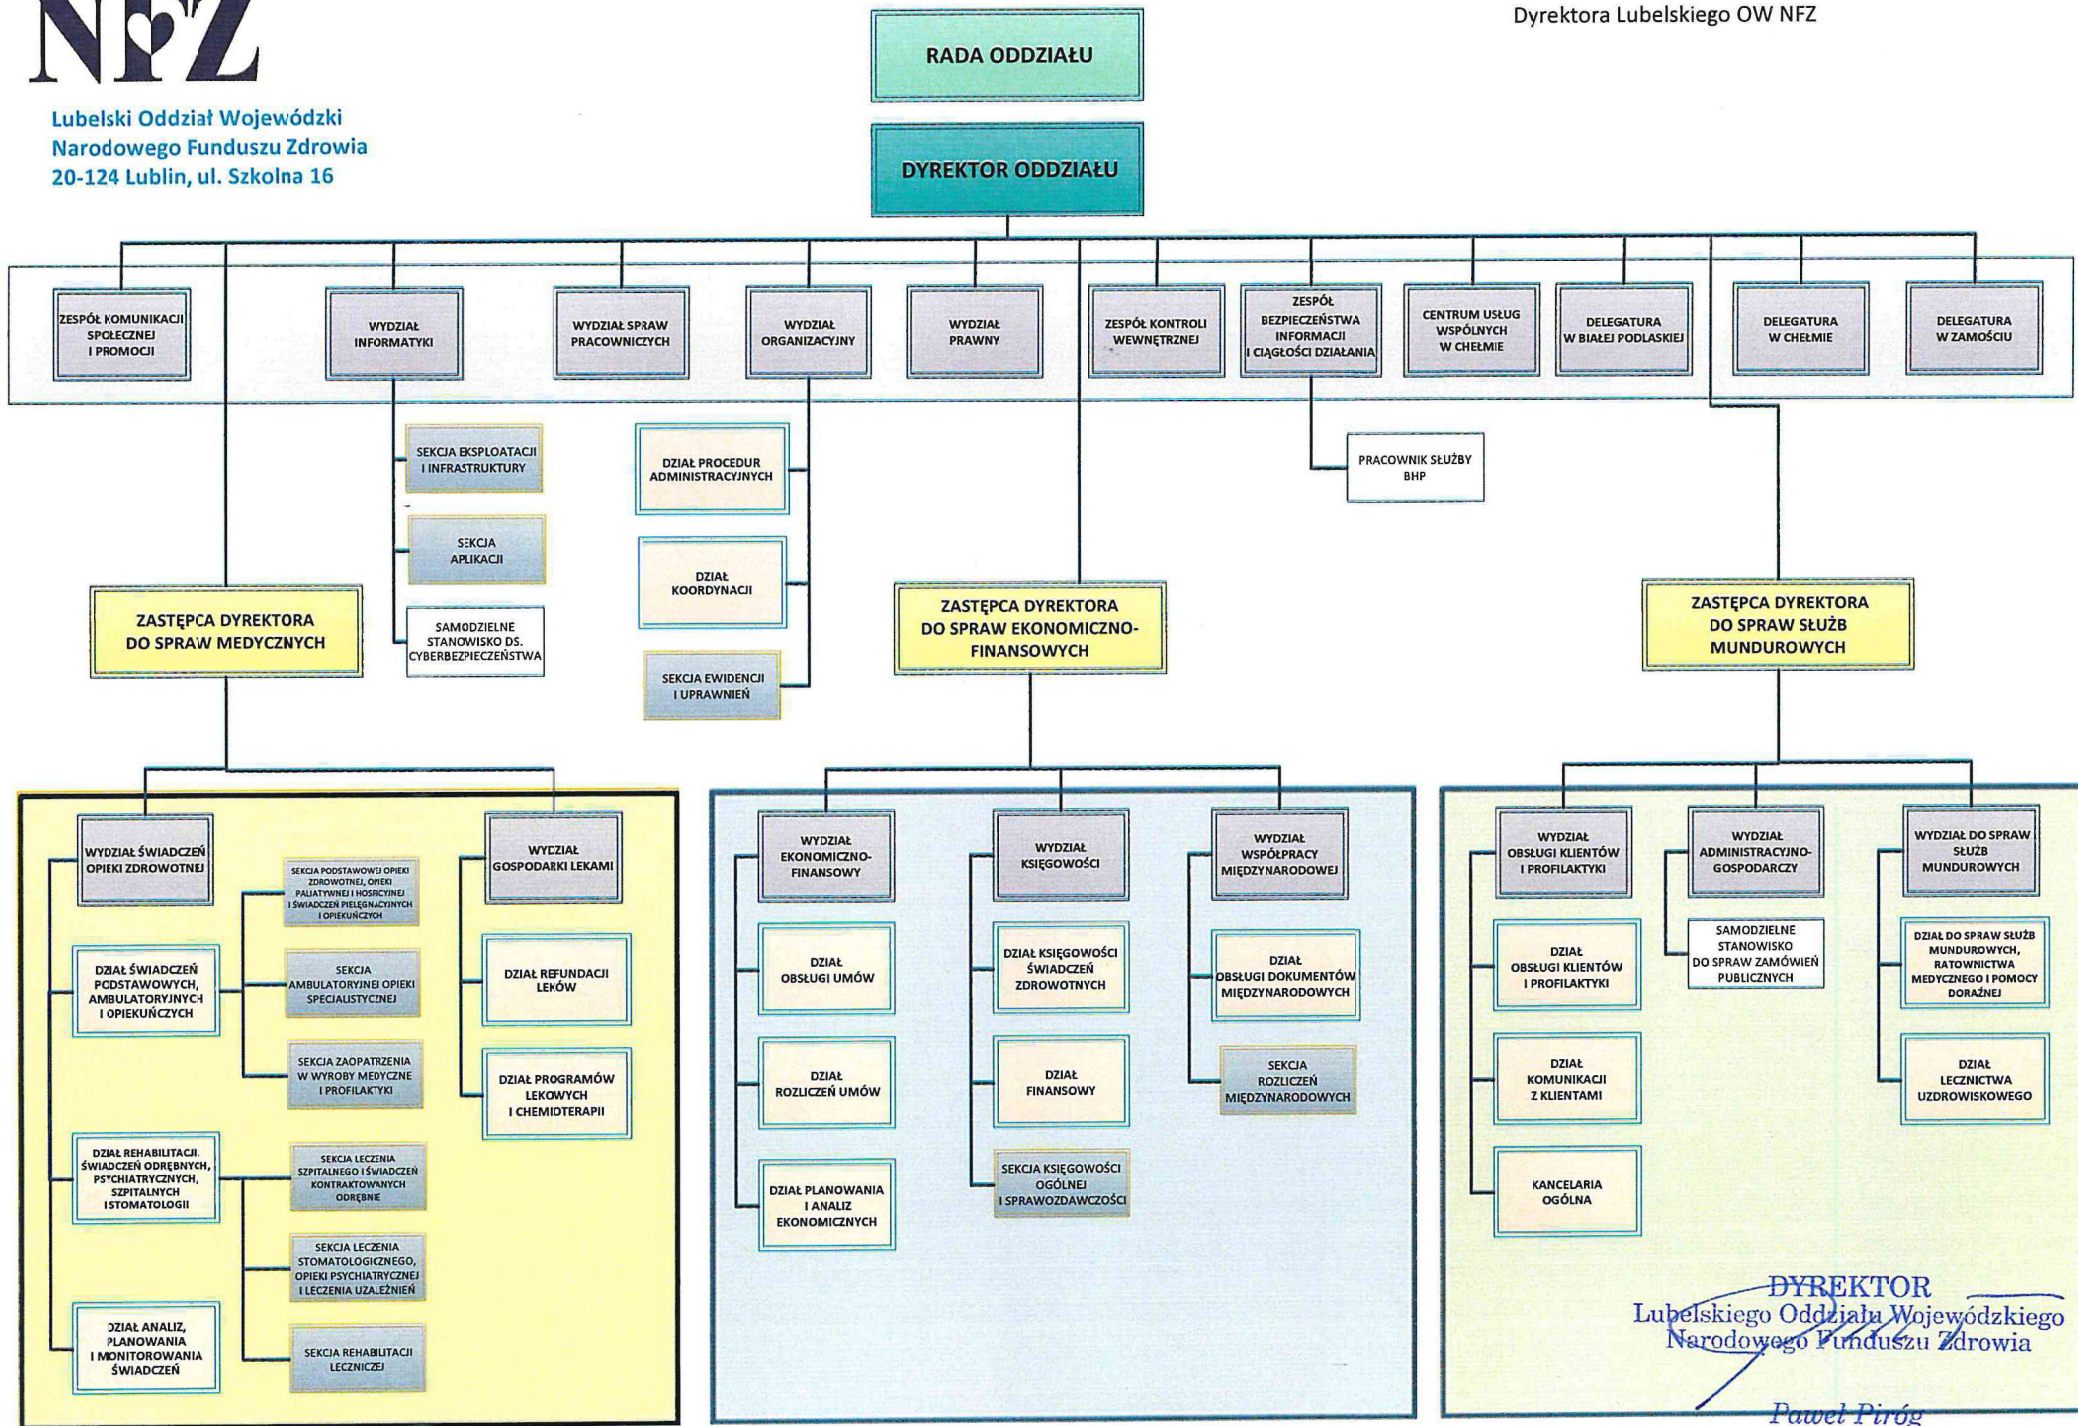 NFZ
Lubelski Oddział Wojewódzki
Narodowego Funduszu Zdrowia
20-124 Lublin, ul. Szkolna 16
Dyrektora Lubelskiego OW NFZ
RADA ODDZIAŁU
DYREKTOR ODDZIAŁU
ZESPÓŁ KOMUNIKACJI
SPOŁECZNEJ
I PROMOCJI
WYDZIAŁ
INFORMATYKI
WYDZIAŁ SPRAW
PRACOWNICZYCH
WYDZIAŁ
ORGANIZACYJNY
WYDZIAŁ
PRAWNY
ZESPÓŁ KONTROLI
WEWNĘTRZNEJ
ZESPÓŁ
BEZPIECZEŃSTWA
INFORMACJI
I CIĄGŁOŚCI DZIAŁANIA
CENTRUM USŁUG
WSPÓLNYCH
W CHEŁMIE
DELEGATURA
W BIAŁEJ PODLASKIEJ
DELEGATURA
W CHEŁMIE
DELEGATURA
W ZAMOŚCIU
SEKCJA EKSPLOATACJI
I INFRASTRUKTURY
SEKCJA
APLIKACJI
SAMODZIELNE
STANOWISKO DS.
CYBERBEZPIECZEŃSTWA
DZIAŁ PROCEDUR
ADMINISTRACYJNYCH
DZIAŁ
KOORDYNACJI
SEKCJA EWIDENCJI
I UPRAWNIEŃ
PRACOWNIK SŁUŻBY
BHP
ZASTĘPCA DYREKTORA
DO SPRAW MEDYCZNYCH
ZASTĘPCA DYREKTORA
DO SPRAW EKONOMICZNO-
FINANSOWYCH
ZASTĘPCA DYREKTORA
DO SPRAW SŁUŻB
MUNDUROWYCH
WYDZIAŁ ŚWIADCZEŃ
OPIEKI ZDROWOTNEJ
DZIAŁ ŚWIADCZEŃ
PODSTAWOWYCH,
AMBULATORYJNYCH
I OPIEKUŃCZYCH
SEKCJA PODSTAWOWEJ OPIEKI
ZDROWOTNEJ, OPIEKI
PALIATYWNEJ I HOSPICYJNEJ
I ŚWIADCZEŃ PIELĘGNACYJNYCH
I OPIEKUŃCZYCH
SEKCJA
AMBULATORYJNEJ OPIEKI
SPECJALISTYCZNEJ
SEKCJA ZAOPATRZENIA
W WYROBY MEDYCZNE
I PROFILAKTYKI
DZIAŁ REHABILITACJI,
ŚWIADCZEŃ ODRĘBNYCH,
PSYCHIATRYCZNYCH,
SZPITALNYCH
I STOMATOLOGII
SEKCJA LECZENIA
SZPITALNEGO I ŚWIADCZEŃ
KONTRAKTOWANYCH
ODRĘBNIE
SEKCJA LECZENIA
STOMATOLOGICZNEGO,
OPIEKI PSYCHIATRYCZNEJ
I LECZENIA UZALEŻNIEŃ
SEKCJA REHABILITACJI
LECZNICZEJ
DZIAŁ ANALIZ,
PLANOWANIA
I MONITOROWANIA
ŚWIADCZEŃ
WYDZIAŁ
GOSPODARKI LEKAMI
DZIAŁ REFUNDACJI
LEKÓW
DZIAŁ PROGRAMÓW
LEKOWYCH
I CHEMIOTERAPII
WYDZIAŁ
EKONOMICZNO-
FINANSOWY
DZIAŁ
OBSŁUGI UMÓW
DZIAŁ
ROZLICZEŃ UMÓW
DZIAŁ PLANOWANIA
I ANALIZ
EKONOMICZNYCH
WYDZIAŁ
KSIĘGOWOŚCI
DZIAŁ KSIĘGOWOŚCI
ŚWIADCZEŃ
ZDROWOTNYCH
DZIAŁ
FINANSOWY
SEKCJA KSIĘGOWOŚCI
OGÓLNEJ
I SPRAWOZDAWCZOŚCI
WYDZIAŁ
WSPÓŁPRACY
MIĘDZYNARODOWEJ
DZIAŁ
OBSŁUGI DOKUMENTÓW
MIĘDZYNARODOWYCH
SEKCJA
ROZLICZEŃ
MIĘDZYNARODOWYCH
WYDZIAŁ
OBSŁUGI KLIENTÓW
I PROFILAKTYKI
DZIAŁ
OBSŁUGI KLIENTÓW
I PROFILAKTYKI
DZIAŁ
KOMUNIKACJI
Z KLIENTAMI
KANCELARIA
OGÓLNA
WYDZIAŁ
ADMINISTRACYJNO-
GOSPODARCZY
SAMODZIELNE
STANOWISKO
DO SPRAW ZAMÓWIEŃ
PUBLICZNYCH
WYDZIAŁ DO SPRAW
SŁUŻB
MUNDUROWYCH
DZIAŁ DO SPRAW SŁUŻB
MUNDUROWYCH,
RATOWNICTWA
MEDYCZNEGO I POMOCY
DORAŹNEJ
DZIAŁ
LECZNICTWA
UZDROWISKOWEGO
DYREKTOR
Lubelskiego Oddziału Wojewódzkiego
Narodowego Funduszu Zdrowia
Paweł Piróg